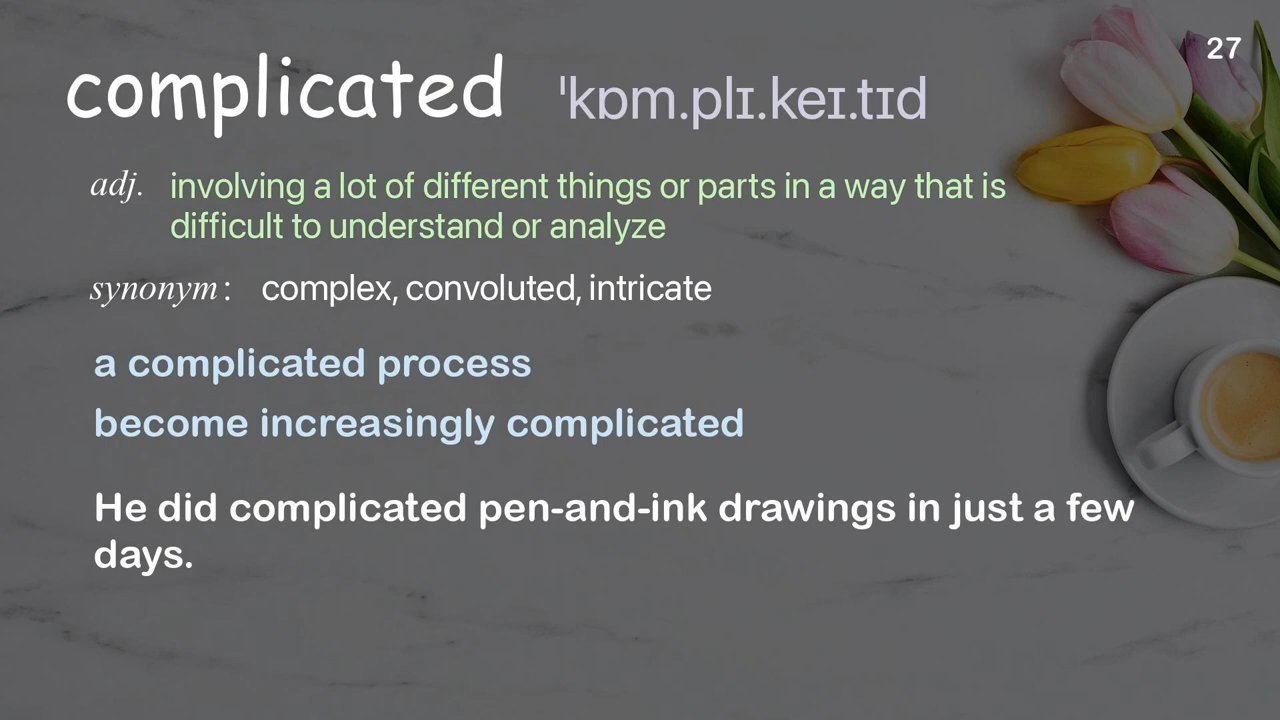 27
complicated ˈkɒm.plɪ.keɪ.tɪd
adj. involving a lot of different things or parts in a way that is
difficult to understand or analyze
synonym: complex, convoluted, intricate
a complicated process
become increasingly complicated
He did complicated pen-and-ink drawings in just a few
days.